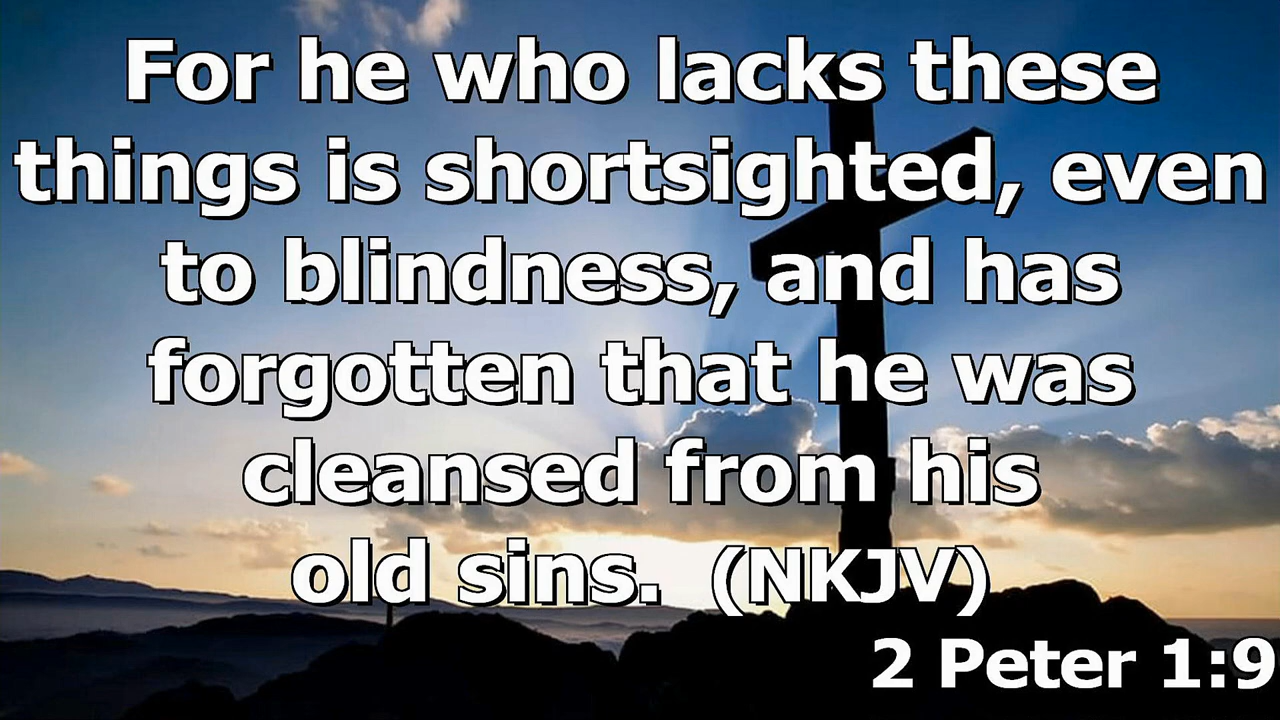 For he who lacks these
things is shortsighted, even
to blindness, and has
forgotten that he was
cleansed from his
old sins.  (NKJV)
2 Peter 1:9